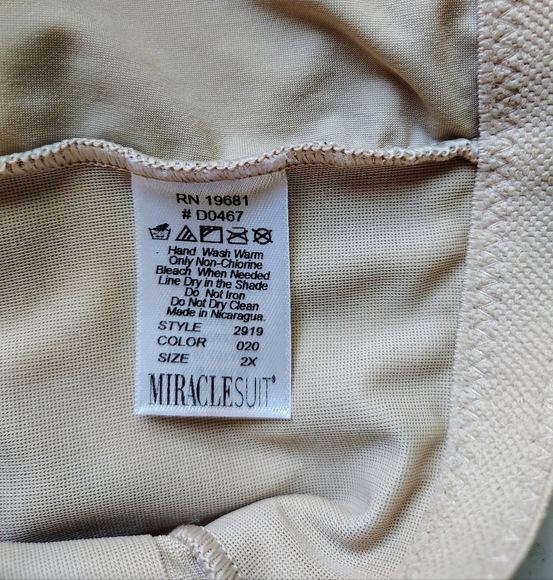 RN 19681
# D0467
Hand Wash Warm
Only Non-Chlorine
Bleach When Needed
Line Dry in the Shade
Do Not Iron
Do Not Dry Clean
Made in Nicaragua.
STYLE 2919
COLOR 020
SIZE 2X
MIRACLESUIT®